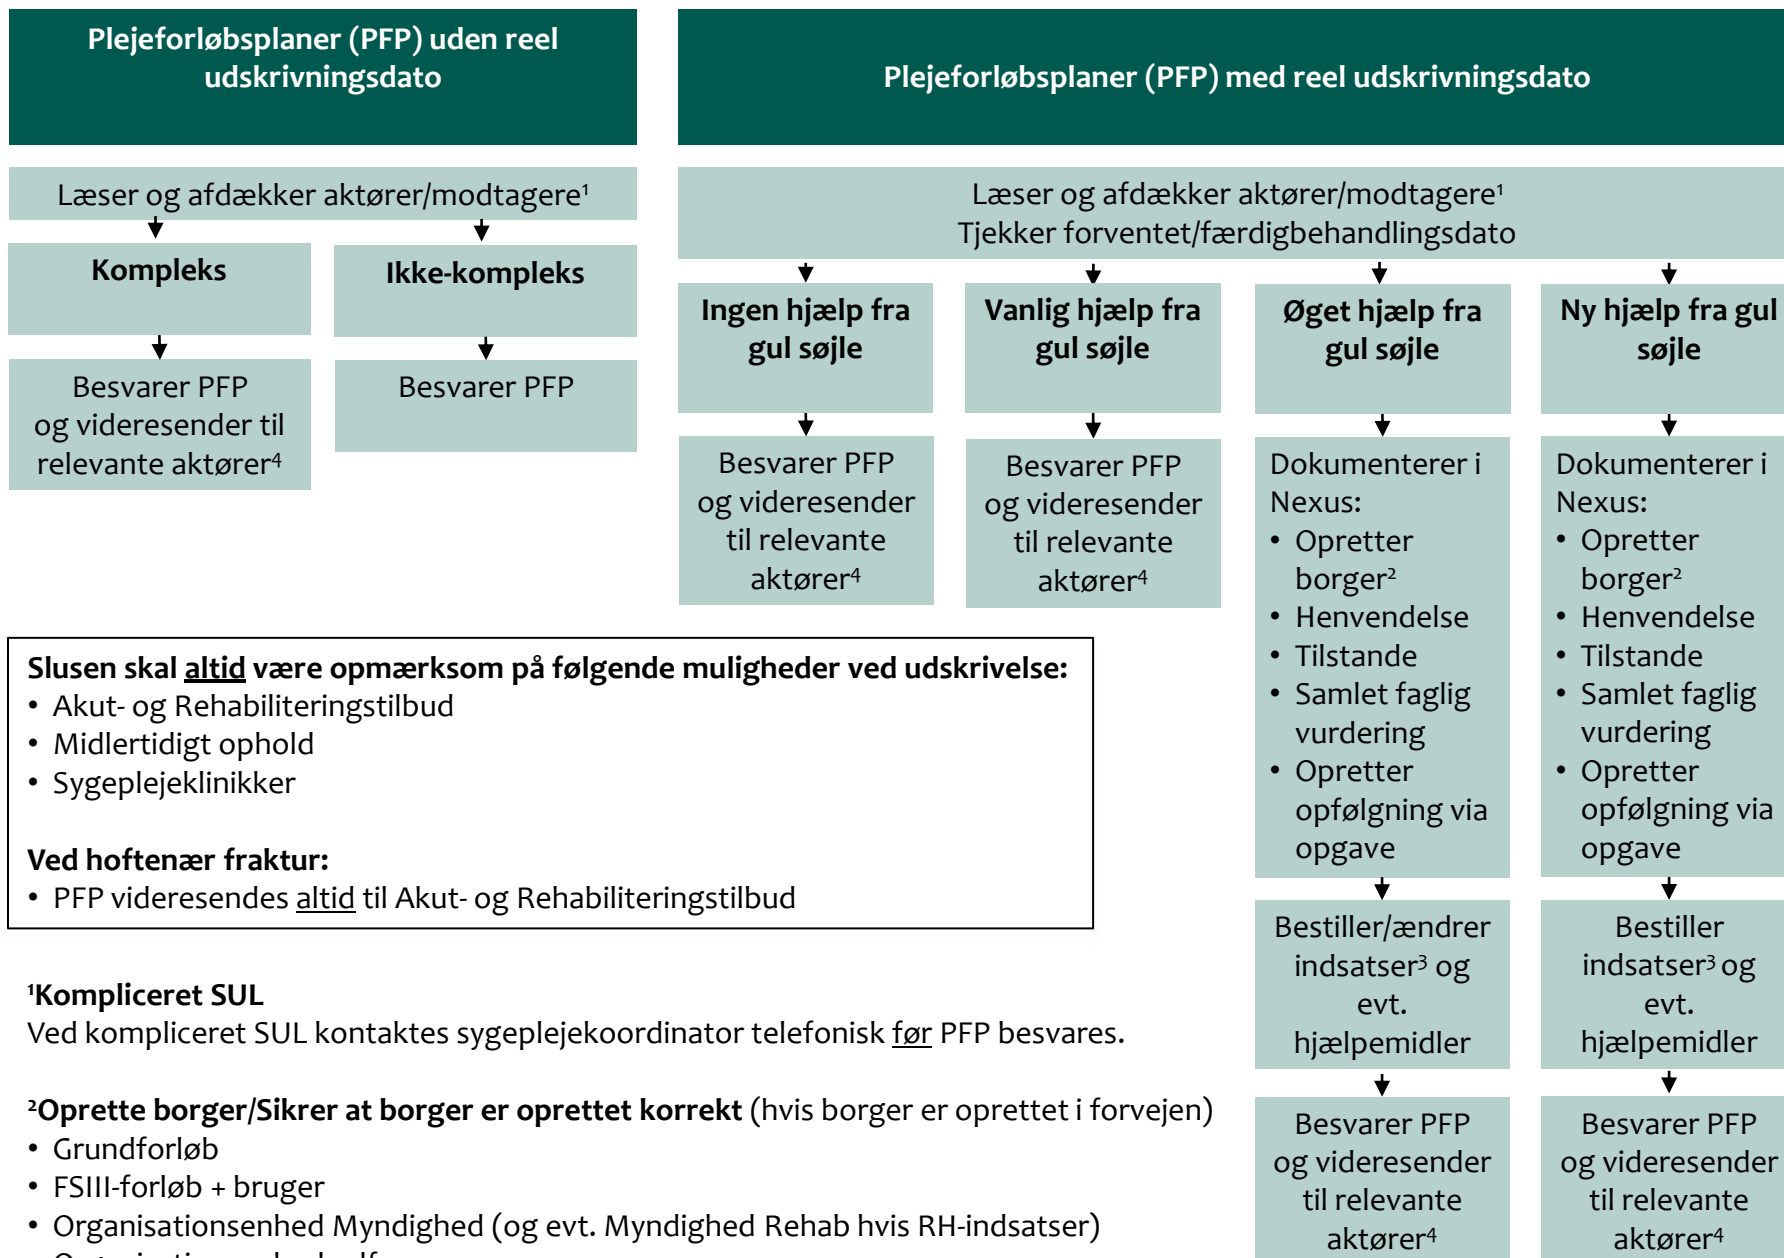 Plejeforløbsplaner (PFP) uden reel
udskrivningsdato
Læser og afdækker aktører/modtagere¹
Kompleks
Besvarer PFP
og videresender til
relevante aktører⁴
Ikke-kompleks
Besvarer PFP
Plejeforløbsplaner (PFP) med reel udskrivningsdato
Læser og afdækker aktører/modtagere¹
Tjekker forventet/færdigbehandlingsdato
Ingen hjælp fra
gul søjle
Besvarer PFP
og videresender
til relevante
aktører⁴
Vanlig hjælp fra
gul søjle
Besvarer PFP
og videresender
til relevante
aktører⁴
Øget hjælp fra
gul søjle
Dokumenterer i
Nexus:
• Opretter
borger²
• Henvendelse
• Tilstande
• Samlet faglig
vurdering
• Opretter
opfølgning via
opgave
Bestiller/ændrer
indsatser³ og
evt.
hjælpemidler
Besvarer PFP
og videresender
til relevante
aktører⁴
Ny hjælp fra gul
søjle
Dokumenterer i
Nexus:
• Opretter
borger²
• Henvendelse
• Tilstande
• Samlet faglig
vurdering
• Opretter
opfølgning via
opgave
Bestiller
indsatser³ og
evt.
hjælpemidler
Besvarer PFP
og videresender
til relevante
aktører⁴
Slusen skal altid være opmærksom på følgende muligheder ved udskrivelse:
• Akut- og Rehabiliteringstilbud
• Midlertidigt ophold
• Sygeplejeklinikker
Ved hoftenær fraktur:
• PFP videresendes altid til Akut- og Rehabiliteringstilbud
¹Kompliceret SUL
Ved kompliceret SUL kontaktes sygeplejekoordinator telefonisk før PFP besvares.
²Oprette borger/Sikrer at borger er oprettet korrekt (hvis borger er oprettet i forvejen)
• Grundforløb
• FSIII-forløb + bruger
• Organisationsenhed Myndighed (og evt. Myndighed Rehab hvis RH-indsatser)